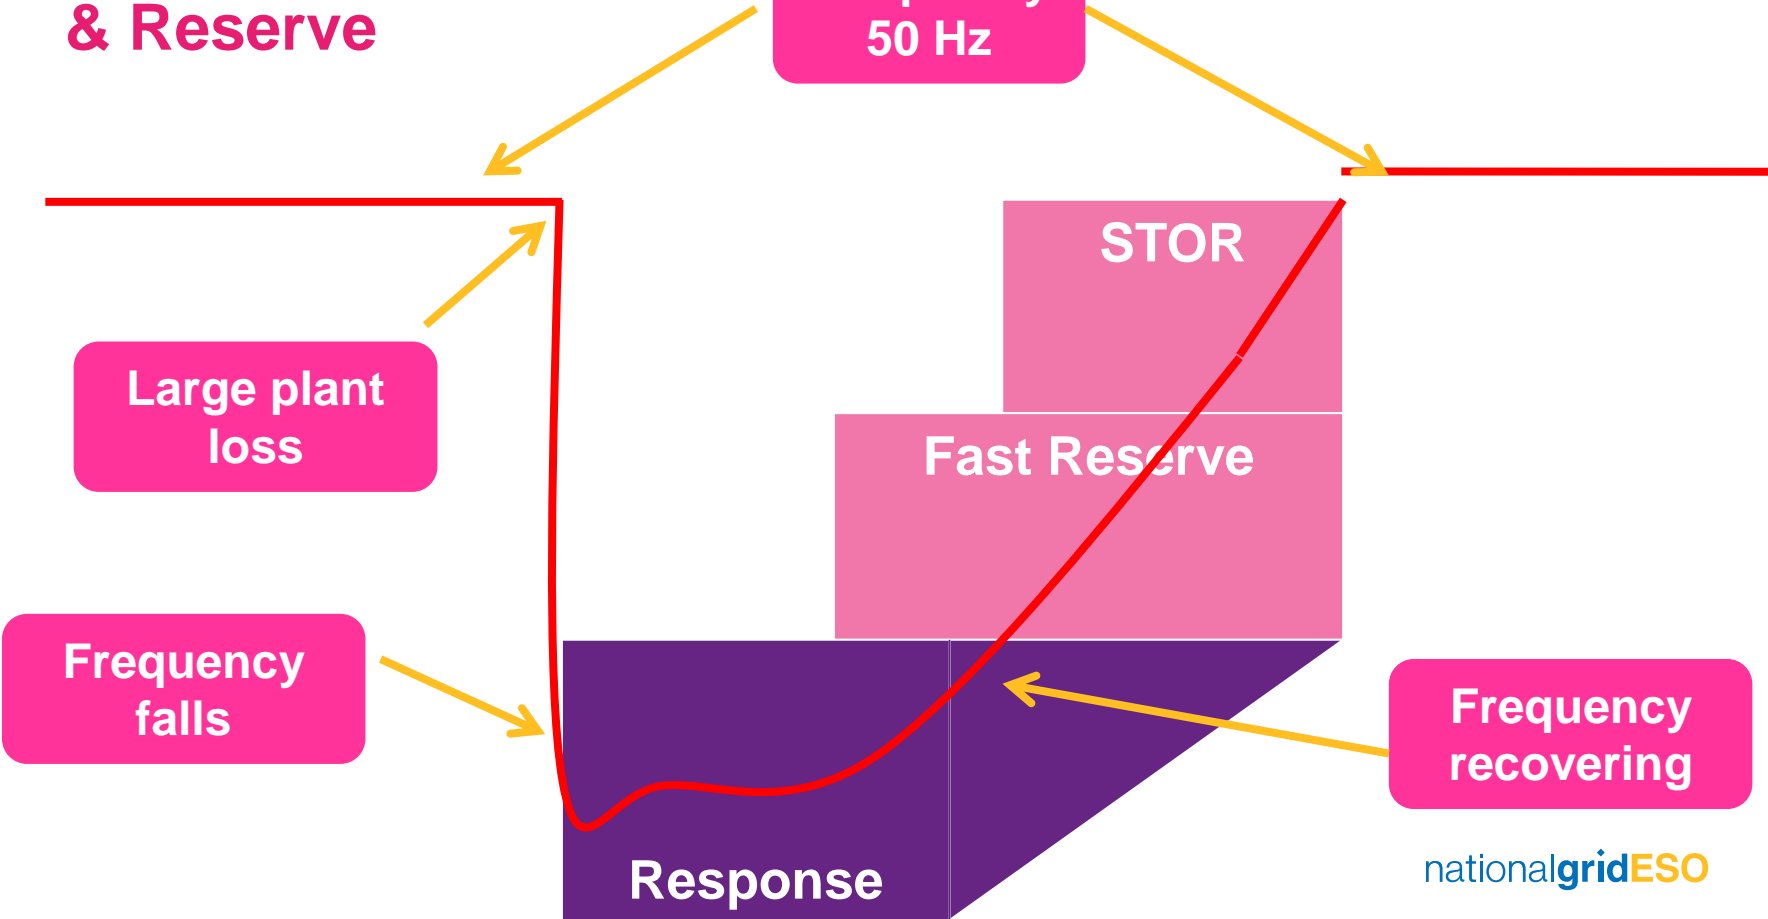 & Reserve
50 Hz
STOR
Large plant
loss
Fast Reserve
Frequency
falls
Frequency
recovering
Response
nationalgridESO